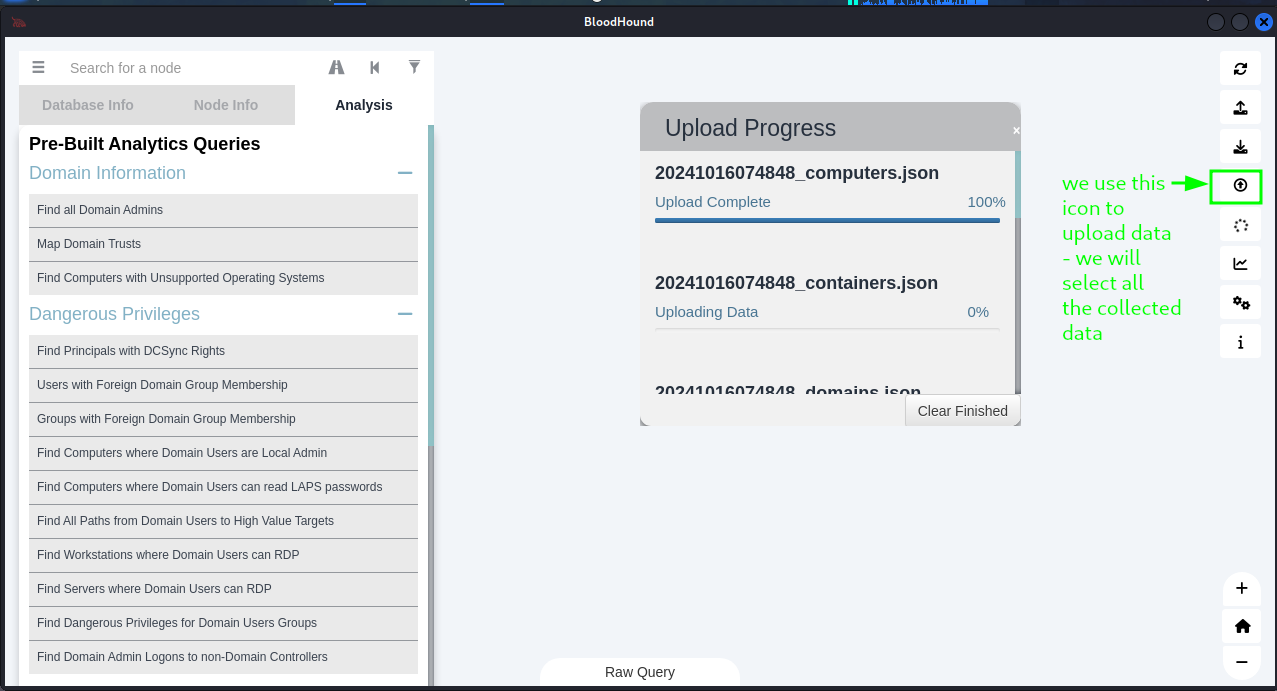 BloodHound
Search for a node
Database Info
Node Info
Analysis
Pre-Built Analytics Queries
Domain Information
Find all Domain Admins
Map Domain Trusts
Find Computers with Unsupported Operating Systems
Dangerous Privileges
Find Principals with DCSync Rights
Users with Foreign Domain Group Membership
Groups with Foreign Domain Group Membership
Find Computers where Domain Users are Local Admin
Find Computers where Domain Users can read LAPS passwords
Find All Paths from Domain Users to High Value Targets
Find Workstations where Domain Users can RDP
Find Servers where Domain Users can RDP
Find Dangerous Privileges for Domain Users Groups
Find Domain Admin Logons to non-Domain Controllers
Upload Progress
20241016074848_computers.json
Upload Complete 100%
20241016074848_containers.json
Uploading Data 0%
20241016074848_domains.json
Clear Finished
we use this
icon to
upload data
- we will
select all
the collected
data
Raw Query